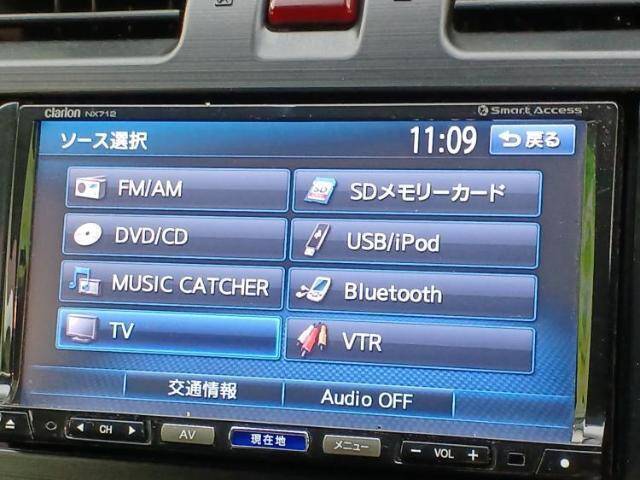 clarion NX712
Smart Access
ソース選択
11:09
戻る
FM/AM
SD
SDメモリーカード
DVD/CD
USB/iPod
MUSIC CATCHER
Bluetooth
TV
VTR
交通情報
Audio OFF
CH
AV
現在地
メニュー
− VOL +